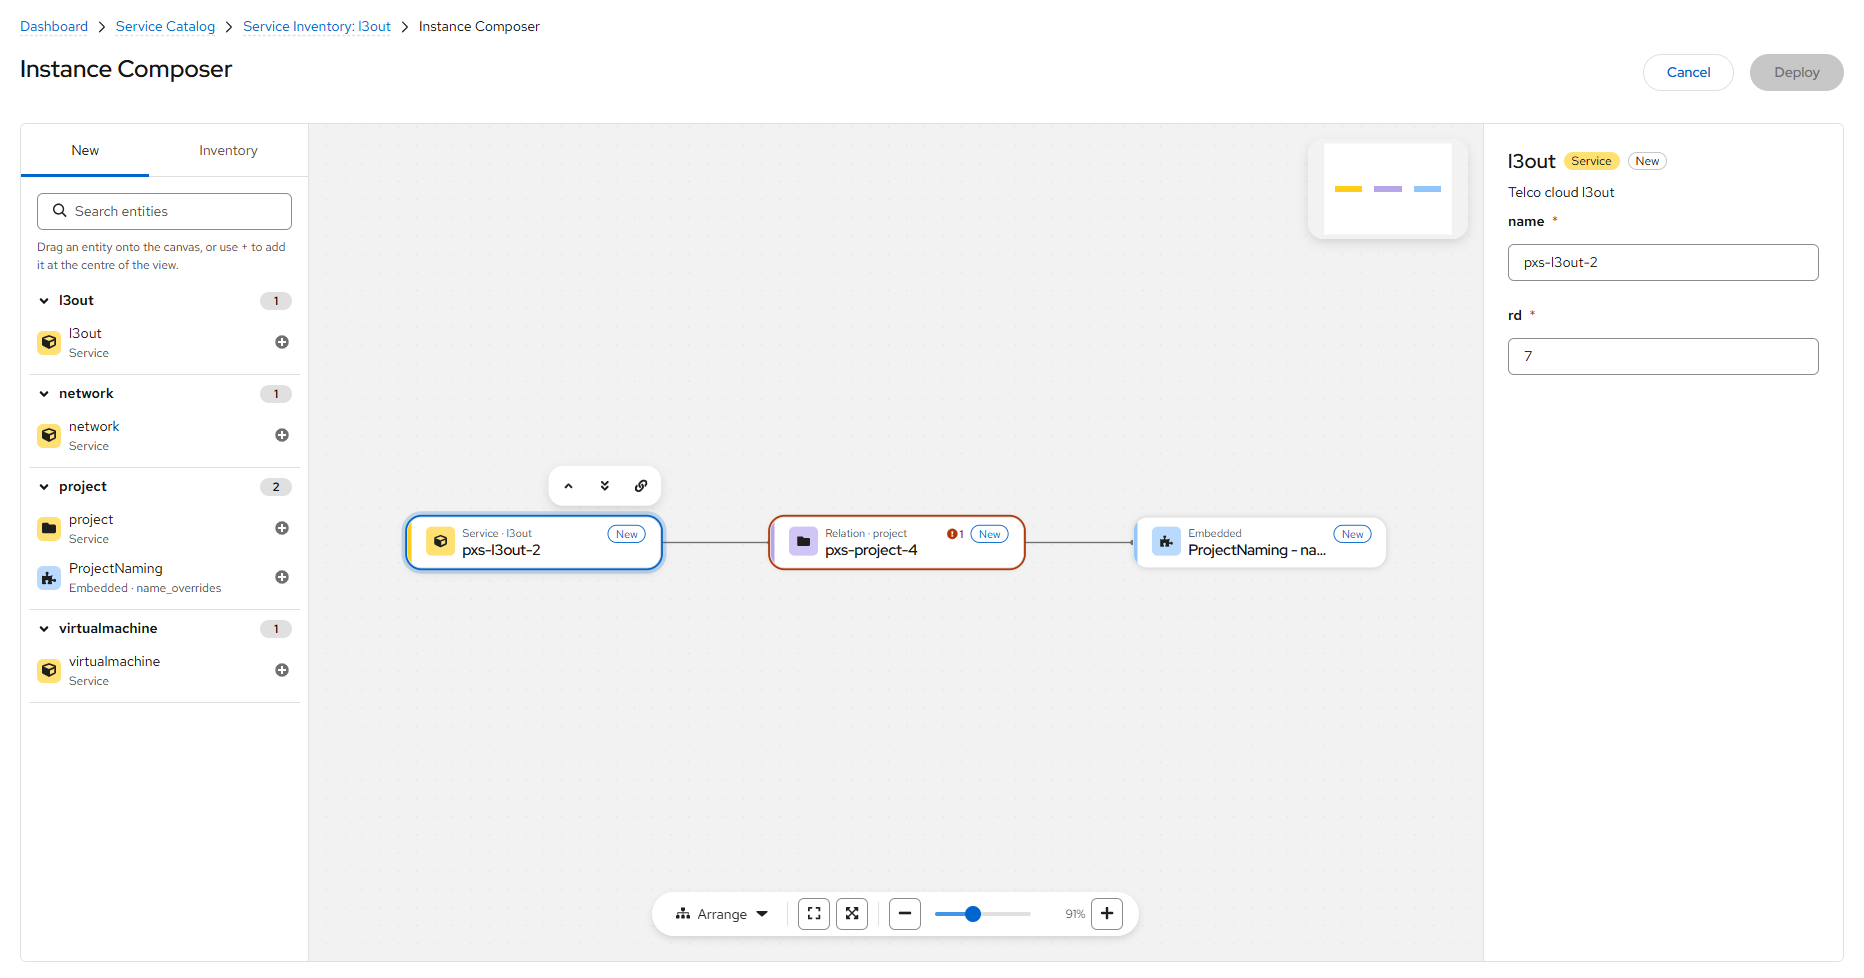 Dashboard > Service Catalog > Service Inventory: l3out > Instance Composer
Instance Composer
Cancel
Deploy
New
Inventory
Search entities
Drag an entity onto the canvas, or use + to add
it at the centre of the view.
l3out 1
l3out
Service
network 1
network
Service
project 2
project
Service
ProjectNaming
Embedded · name_overrides
virtualmachine 1
virtualmachine
Service
Service · l3out New
pxs-l3out-2
Relation · project 1 New
pxs-project-4
Embedded New
ProjectNaming - na...
Arrange
91%
l3out Service New
Telco cloud l3out
name *
pxs-l3out-2
rd *
7